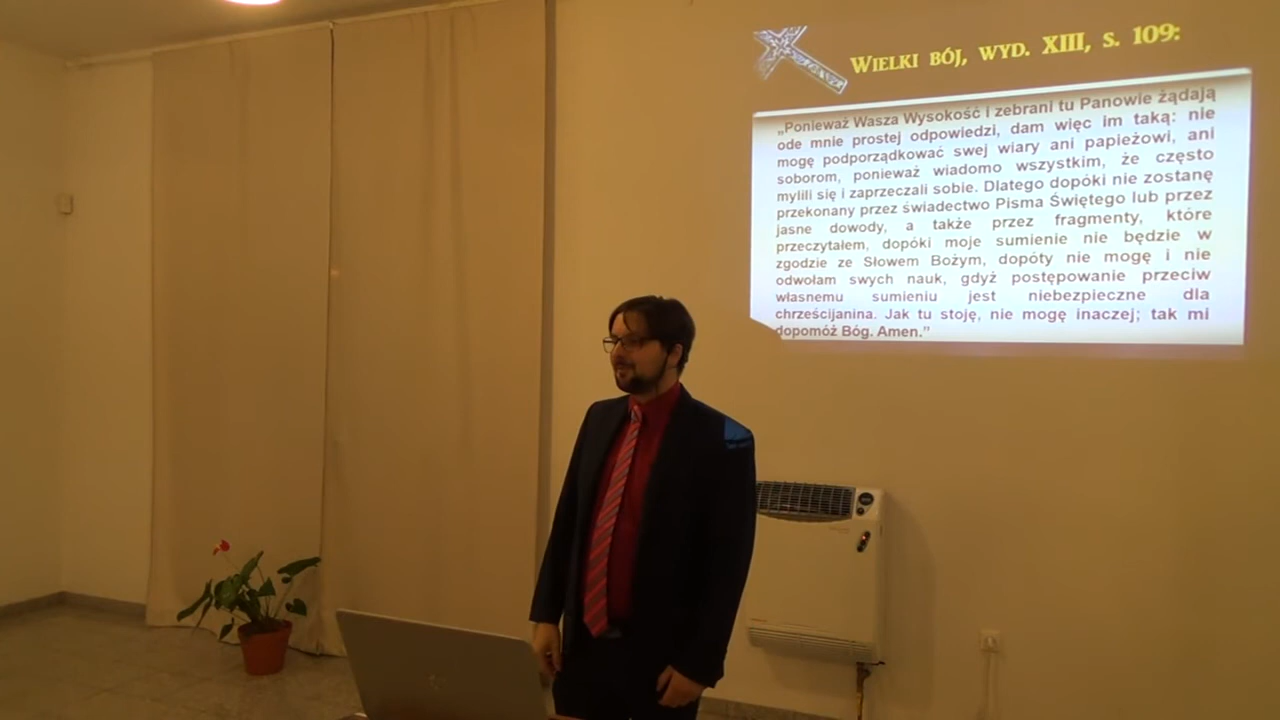 WIELKI BÓJ, WYD. XIII, S. 109:
„Ponieważ Wasza Wysokość i zebrani tu Panowie żądają
ode mnie prostej odpowiedzi, dam więc im taką: nie
mogę podporządkować swej wiary ani papieżowi, ani
soborom, ponieważ wiadomo wszystkim, że często
mylili się i zaprzeczali sobie. Dlatego dopóki nie zostanę
przekonany przez świadectwo Pisma Świętego lub przez
jasne dowody, a także przez fragmenty, które
przeczytałem, dopóki moje sumienie nie będzie w
zgodzie ze Słowem Bożym, dopóty nie mogę i nie
odwołam swych nauk, gdyż postępowanie przeciw
własnemu sumieniu jest niebezpieczne dla
chrześcijanina. Jak tu stoję, nie mogę inaczej; tak mi
dopomóż Bóg. Amen.”
hp